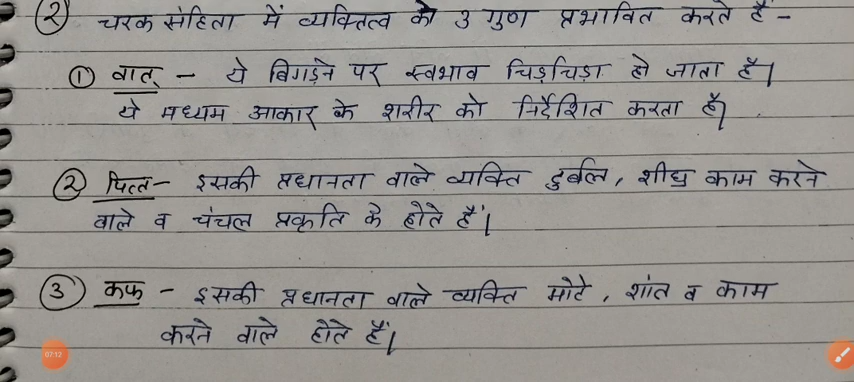 ② चरक संहिता में व्यक्तित्व को 3 गुण प्रभावित करते हैं -
① वात् - ये बिगड़ने पर स्वभाव चिड़चिड़ा हो जाता है।
ये मध्यम आकार के शरीर को निर्देशित करता है।
② पित्त - इसकी प्रधानता वाले व्यक्ति दुर्बल, शीघ्र काम करने
वाले व चंचल प्रकृति के होते हैं।
③ कफ - इसकी प्रधानता वाले व्यक्ति मोटे, शांत व काम
करने वाले होते हैं।
07:12